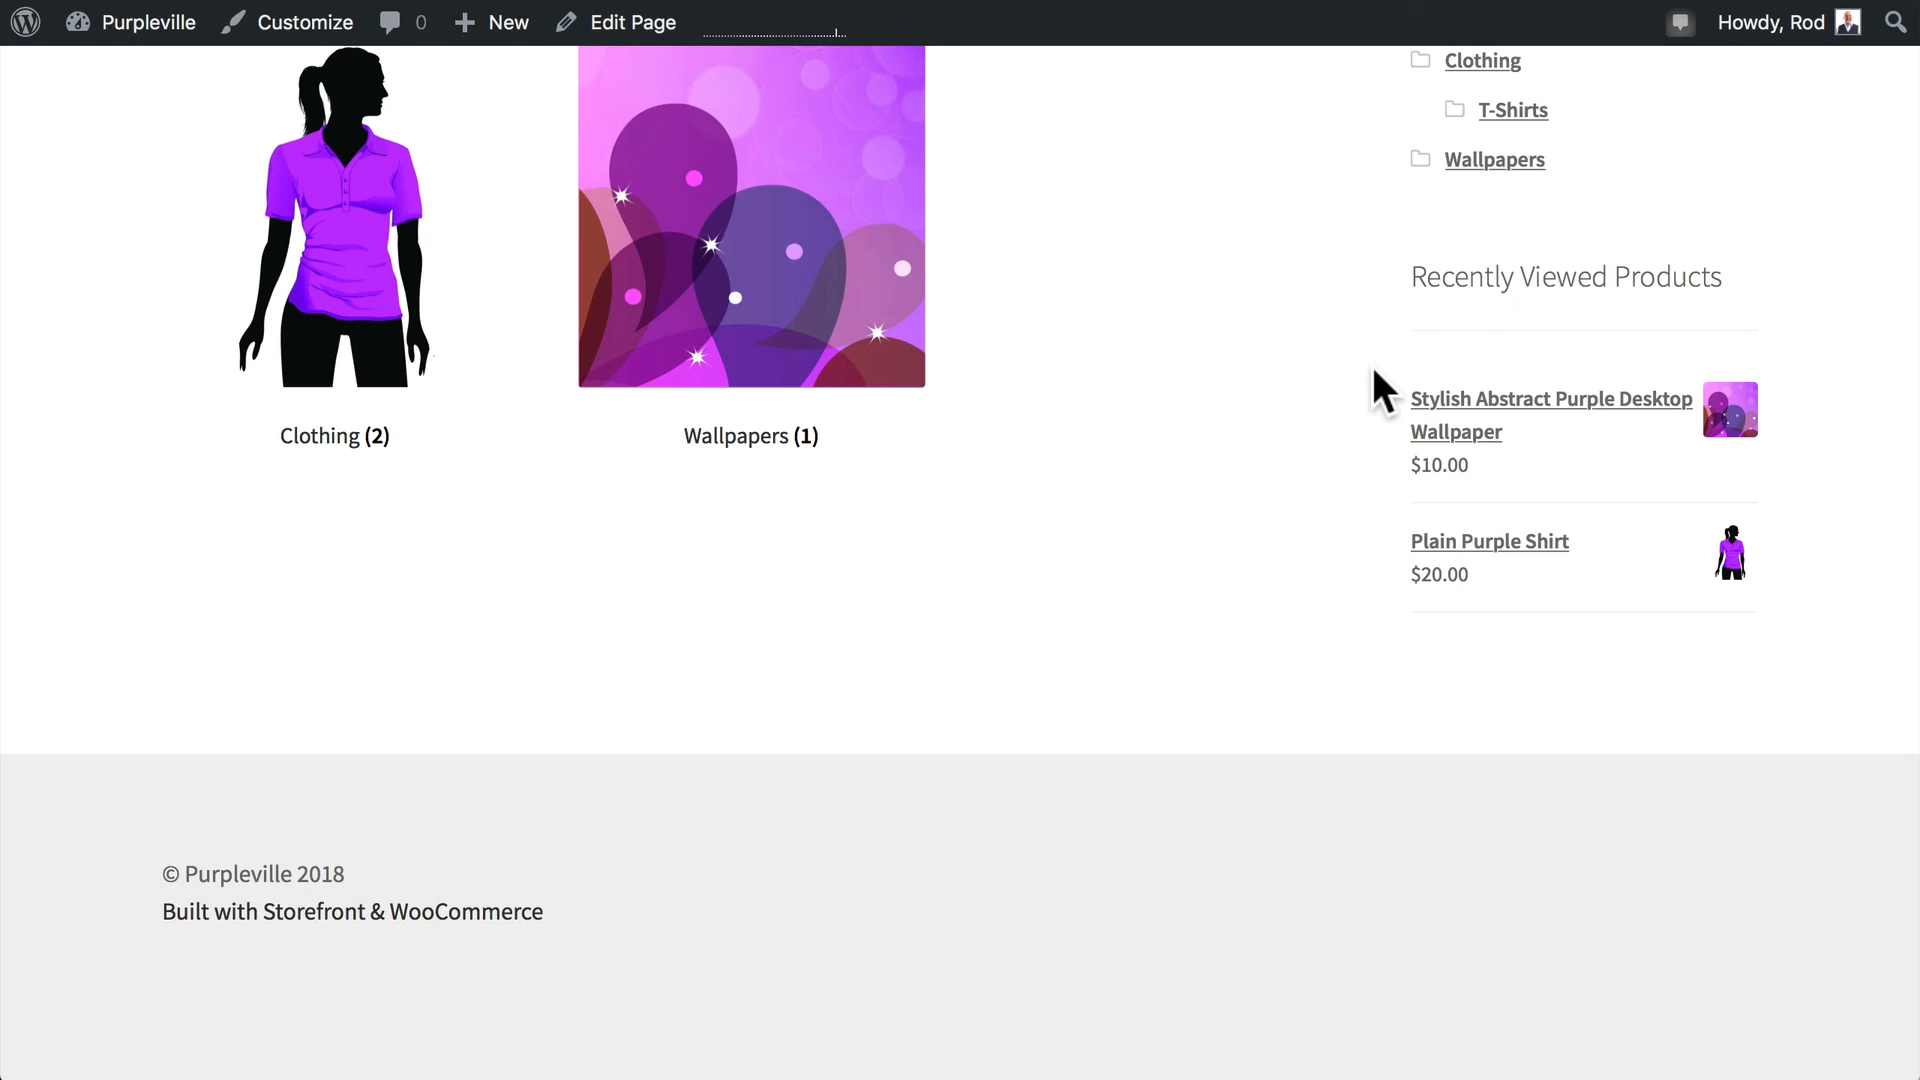 Purpleville Customize 0 New Edit Page Howdy, Rod
Clothing
T-Shirts
Wallpapers
Recently Viewed Products
Stylish Abstract Purple Desktop
Wallpaper
$10.00
Plain Purple Shirt
$20.00
Clothing (2)
Wallpapers (1)
© Purpleville 2018
Built with Storefront & WooCommerce